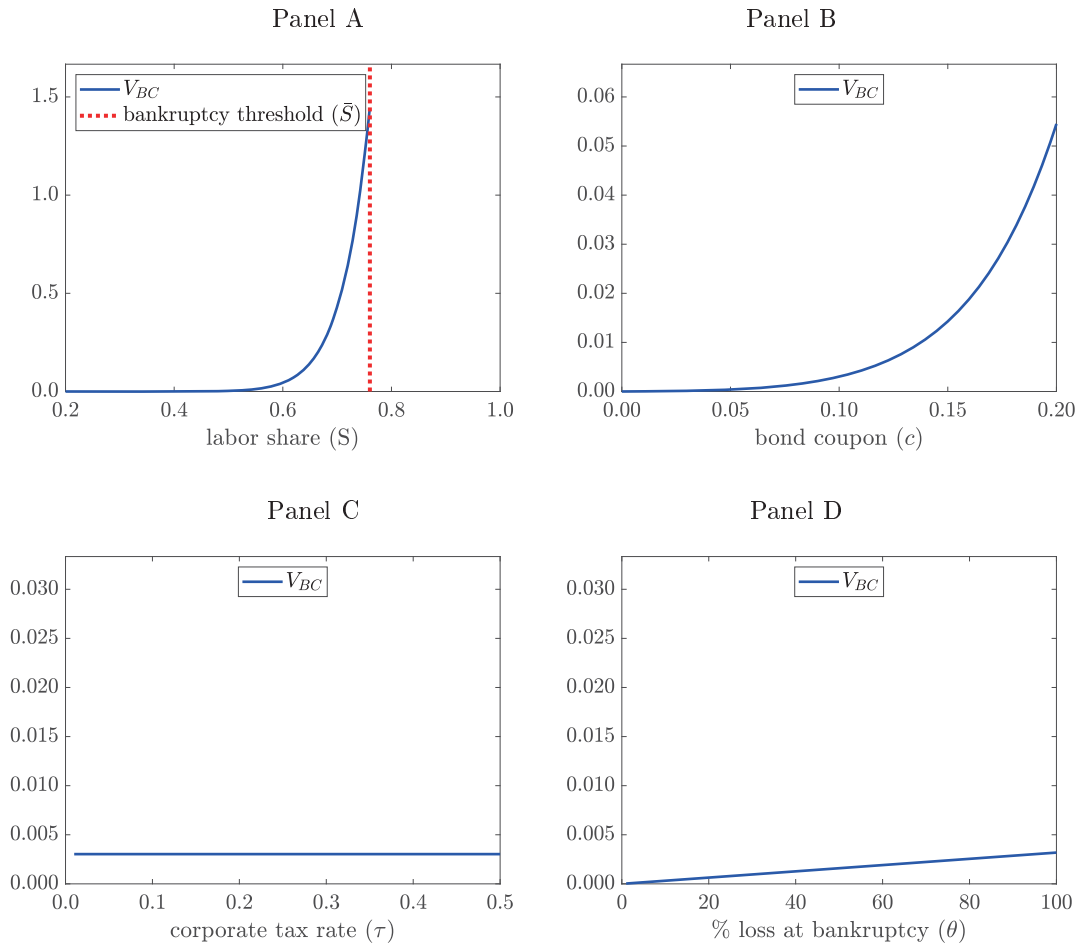 Panel A
V_BC
bankruptcy threshold (S̄)
1.5
1.0
0.5
0.0
0.2 0.4 0.6 0.8 1.0
labor share (S)
Panel B
V_BC
0.06
0.05
0.04
0.03
0.02
0.01
0.00
0.00 0.05 0.10 0.15 0.20
bond coupon (c)
Panel C
V_BC
0.030
0.025
0.020
0.015
0.010
0.005
0.000
0.0 0.1 0.2 0.3 0.4 0.5
corporate tax rate (τ)
Panel D
V_BC
0.030
0.025
0.020
0.015
0.010
0.005
0.000
0 20 40 60 80 100
% loss at bankruptcy (θ)